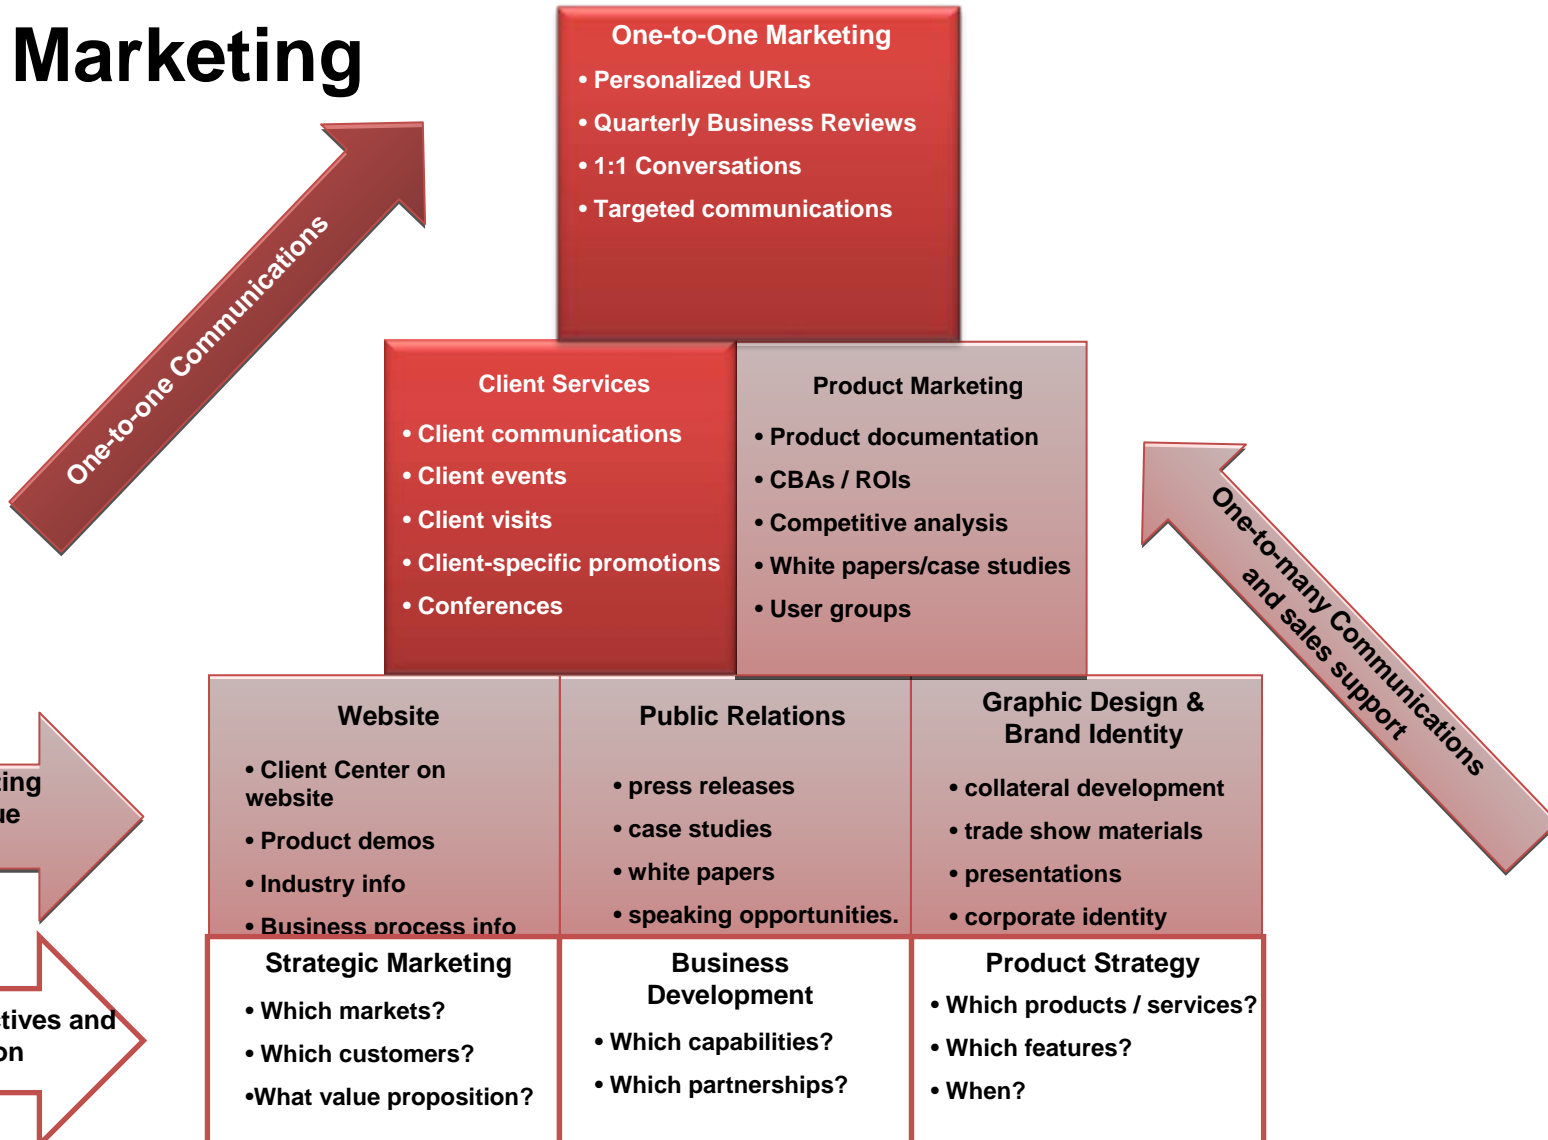 Marketing
One-to-One Marketing
• Personalized URLs
• Quarterly Business Reviews
• 1:1 Conversations
• Targeted communications
One-to-one Communications
Client Services
• Client communications
• Client events
• Client visits
• Client-specific promotions
• Conferences
Product Marketing
• Product documentation
• CBAs / ROIs
• Competitive analysis
• White papers/case studies
• User groups
One-to-many Communications
and sales support
Website
• Client Center on
website
• Product demos
• Industry info
• Business process info
Public Relations
• press releases
• case studies
• white papers
• speaking opportunities.
Graphic Design &
Brand Identity
• collateral development
• trade show materials
• presentations
• corporate identity
Strategic Marketing
• Which markets?
• Which customers?
•What value proposition?
Business
Development
• Which capabilities?
• Which partnerships?
Product Strategy
• Which products / services?
• Which features?
• When?
and